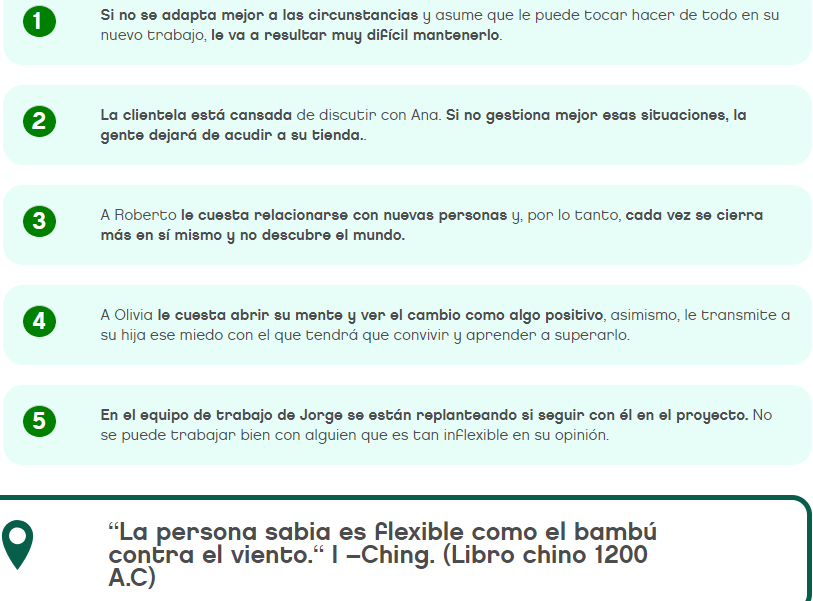 1
Si no se adapta mejor a las circunstancias y asume que le puede tocar hacer de todo en su
nuevo trabajo, le va a resultar muy difícil mantenerlo.
2
La clientela está cansada de discutir con Ana. Si no gestiona mejor esas situaciones, la
gente dejará de acudir a su tienda..
3
A Roberto le cuesta relacionarse con nuevas personas y, por lo tanto, cada vez se cierra
más en sí mismo y no descubre el mundo.
4
A Olivia le cuesta abrir su mente y ver el cambio como algo positivo, asimismo, le transmite a
su hija ese miedo con el que tendrá que convivir y aprender a superarlo.
5
En el equipo de trabajo de Jorge se están replanteando si seguir con él en el proyecto. No
se puede trabajar bien con alguien que es tan inflexible en su opinión.
“La persona sabia es flexible como el bambú
contra el viento.“ I –Ching. (Libro chino 1200
A.C)